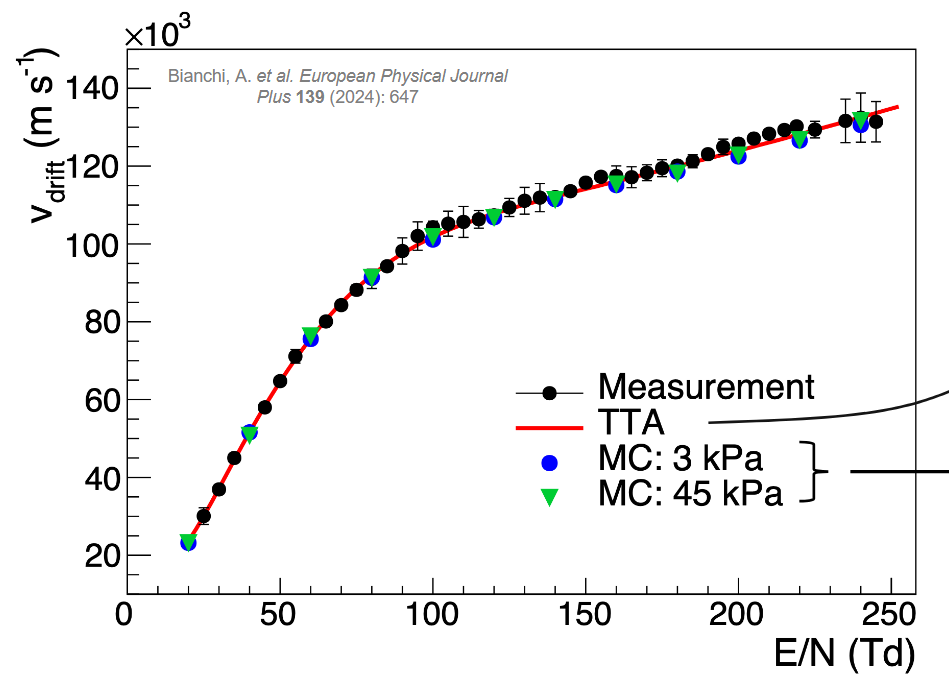 ×10³
Bianchi, A. et al. European Physical Journal
Plus 139 (2024): 647
v_drift (m s⁻¹)
140
120
100
80
60
40
20
Measurement
TTA
MC: 3 kPa
MC: 45 kPa
0 50 100 150 200 250
E/N (Td)